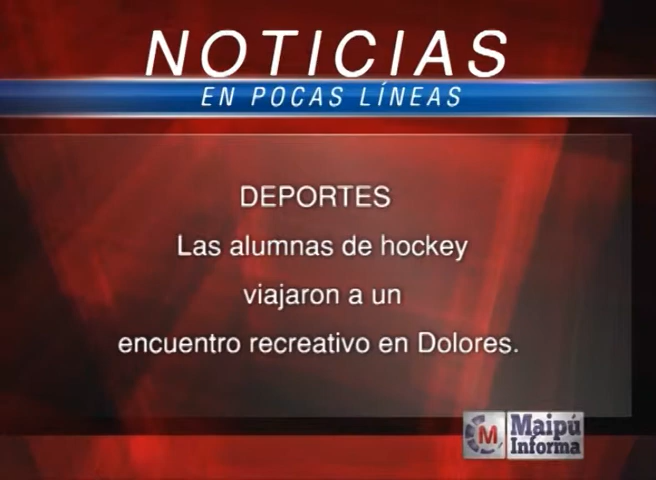 NOTICIAS
EN POCAS LÍNEAS
DEPORTES
Las alumnas de hockey
viajaron a un
encuentro recreativo en Dolores.
M
Maipú
Informa